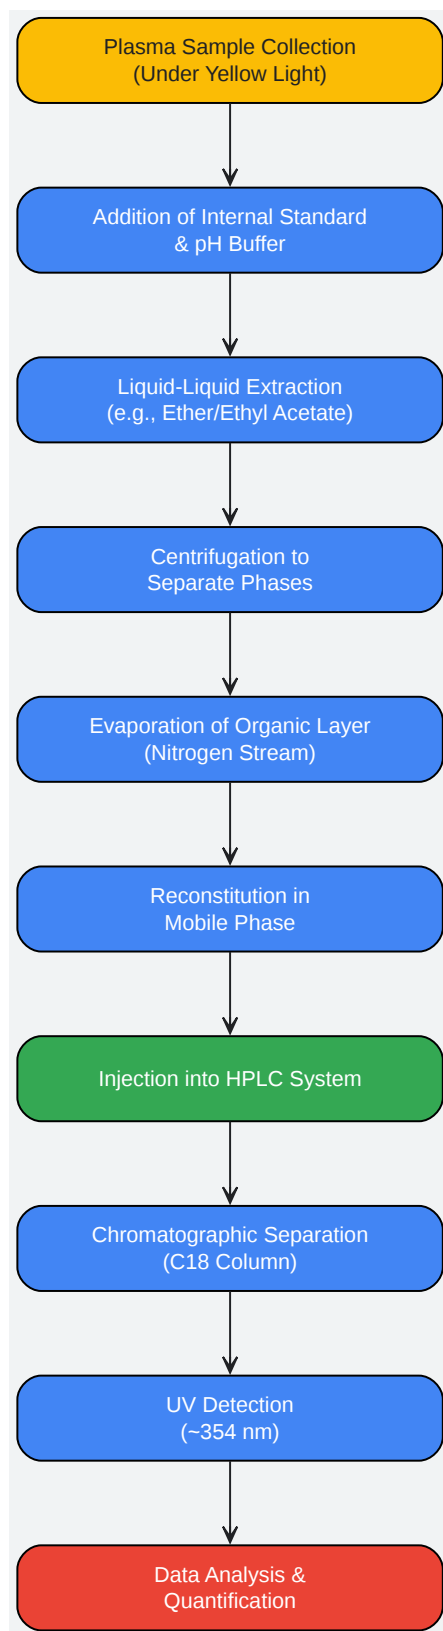 Plasma Sample Collection
(Under Yellow Light)
Addition of Internal Standard
& pH Buffer
Liquid-Liquid Extraction
(e.g., Ether/Ethyl Acetate)
Centrifugation to
Separate Phases
Evaporation of Organic Layer
(Nitrogen Stream)
Reconstitution in
Mobile Phase
Injection into HPLC System
Chromatographic Separation
(C18 Column)
UV Detection
(~354 nm)
Data Analysis &
Quantification